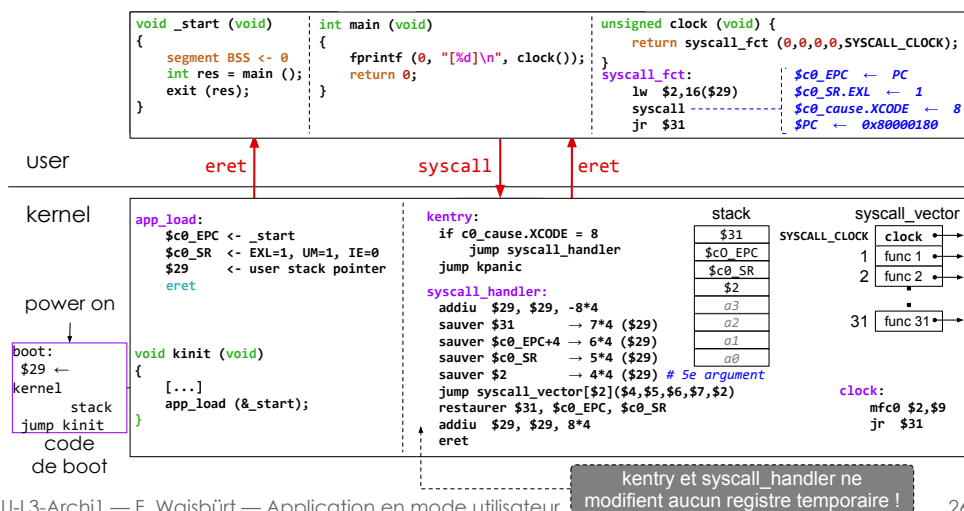 void _start (void)
{
segment BSS <- 0
int res = main ();
exit (res);
}
int main (void)
{
fprintf (0, "[%d]\n", clock());
return 0;
}
unsigned clock (void) {
return syscall_fct (0,0,0,0,SYSCALL_CLOCK);
}
syscall_fct:
lw $2,16($29)
syscall
jr $31
$c0_EPC ← PC
$c0_SR.EXL ← 1
$c0_cause.XCODE ← 8
$PC ← 0x80000180
user
eret
syscall
eret
kernel
power on
boot:
$29 ←
kernel
stack
jump kinit
code
de boot
app_load:
$c0_EPC <- _start
$c0_SR <- EXL=1, UM=1, IE=0
$29 <- user stack pointer
eret
void kinit (void)
{
[...]
app_load (&_start);
}
kentry:
if c0_cause.XCODE = 8
jump syscall_handler
jump kpanic
syscall_handler:
addiu $29, $29, -8*4
sauver $31 → 7*4 ($29)
sauver $c0_EPC+4 → 6*4 ($29)
sauver $c0_SR → 5*4 ($29)
sauver $2 → 4*4 ($29) # 5e argument
jump syscall_vector[$2]($4,$5,$6,$7,$2)
restaurer $31, $c0_EPC, $c0_SR
addiu $29, $29, 8*4
eret
stack
$31
$cO_EPC
$c0_SR
$2
a3
a2
a1
a0
syscall_vector
SYSCALL_CLOCK clock
1 func 1
2 func 2
31 func 31
clock:
mfc0 $2,$9
jr $31
kentry et syscall_handler ne
modifient aucun registre temporaire !
— F. Waisbürt — Application en mode utilisateur